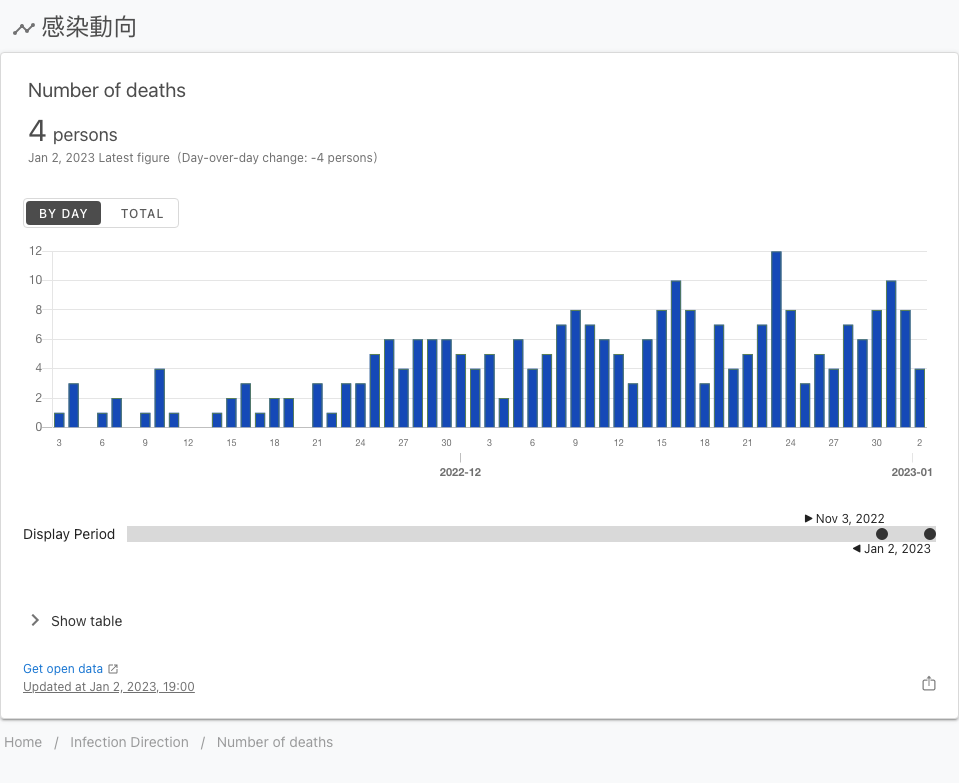 感染動向
Number of deaths
4 persons
Jan 2, 2023 Latest figure (Day-over-day change: -4 persons)
BY DAY TOTAL
12
10
8
6
4
2
0
3 6 9 12 15 18 21 24 27 30 3 6 9 12 15 18 21 24 27 30 2
2022-12 2023-01
Nov 3, 2022
Display Period
Jan 2, 2023
Show table
Get open data
Updated at Jan 2, 2023, 19:00
Home / Infection Direction / Number of deaths